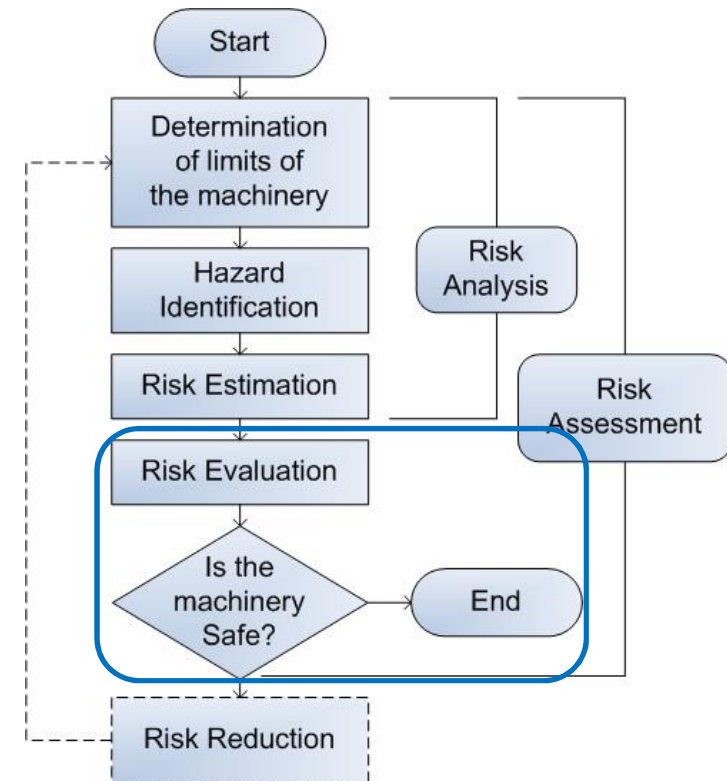 Start
Determination
of limits of
the machinery
Hazard
Identification
Risk Estimation
Risk Evaluation
Is the
machinery
Safe?
End
Risk Reduction
Risk
Analysis
Risk
Assessment